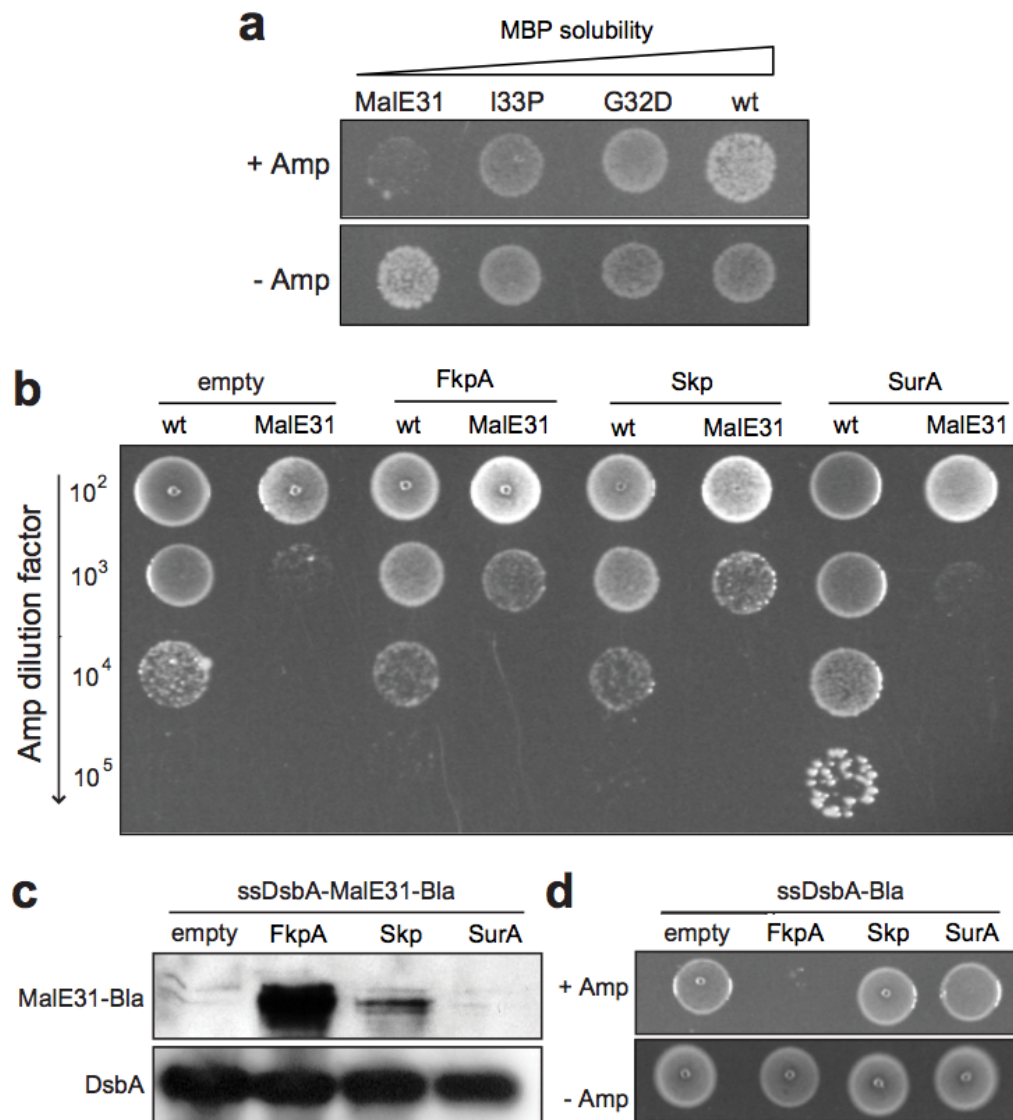 a
MBP solubility
MalE31 I33P G32D wt
+ Amp
- Amp
b
empty FkpA Skp SurA
wt MalE31 wt MalE31 wt MalE31 wt MalE31
Amp dilution factor
10²
10³
10⁴
10⁵
c
ssDsbA-MalE31-Bla
empty FkpA Skp SurA
MalE31-Bla
DsbA
d
ssDsbA-Bla
empty FkpA Skp SurA
+ Amp
- Amp